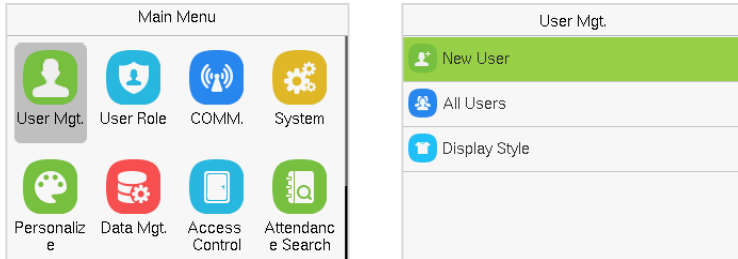 Main Menu
User Mgt.
User Role
COMM.
System
Personaliz
e
Data Mgt.
Access
Control
Attendanc
e Search
User Mgt.
New User
All Users
Display Style